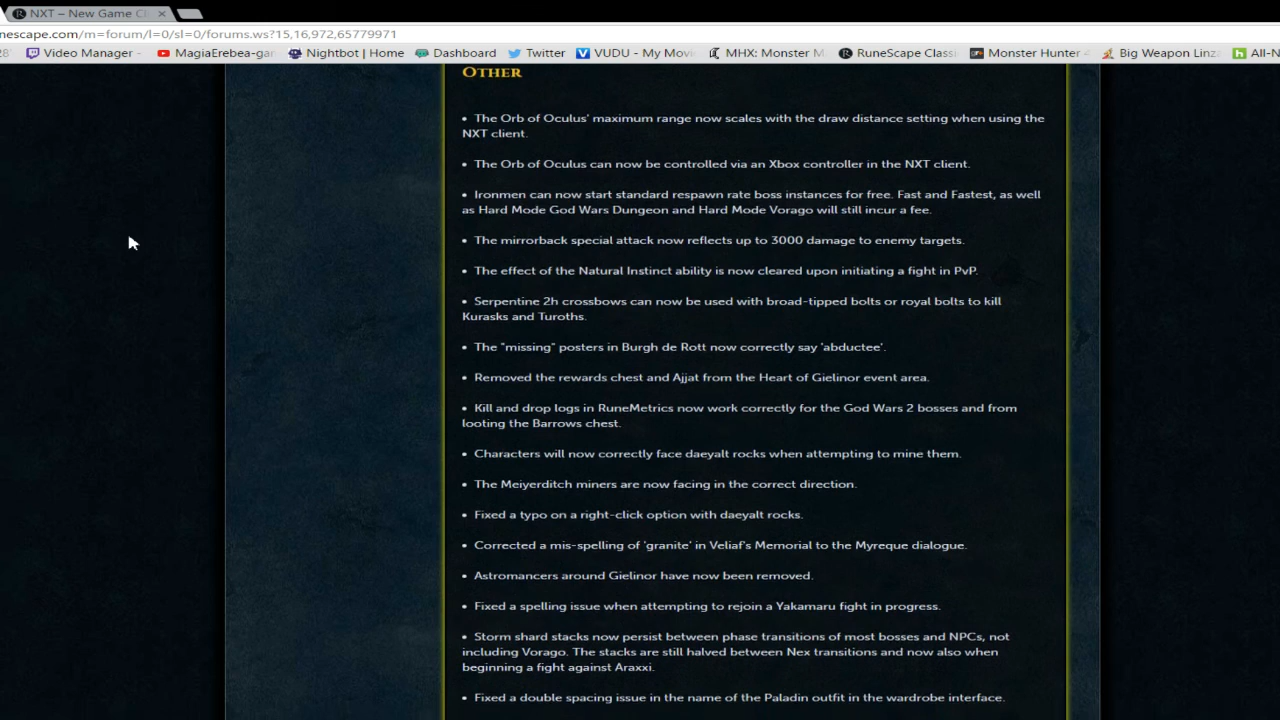 NXT – New Game Cl
nescape.com/m=forum/l=0/sl=0/forums.ws?15,16,972,65779971
Video Manager - MagiaErebea-gam Nightbot | Home Dashboard Twitter VUDU - My Movi MHX: Monster M RuneScape Classi Monster Hunter 4 Big Weapon Linz All-N
OTHER
• The Orb of Oculus' maximum range now scales with the draw distance setting when using the
NXT client.
• The Orb of Oculus can now be controlled via an Xbox controller in the NXT client.
• Ironmen can now start standard respawn rate boss instances for free. Fast and Fastest, as well
as Hard Mode God Wars Dungeon and Hard Mode Vorago will still incur a fee.
• The mirrorback special attack now reflects up to 3000 damage to enemy targets.
• The effect of the Natural Instinct ability is now cleared upon initiating a fight in PvP.
• Serpentine 2h crossbows can now be used with broad-tipped bolts or royal bolts to kill
Kurasks and Turoths.
• The "missing" posters in Burgh de Rott now correctly say 'abductee'.
• Removed the rewards chest and Ajjat from the Heart of Gielinor event area.
• Kill and drop logs in RuneMetrics now work correctly for the God Wars 2 bosses and from
looting the Barrows chest.
• Characters will now correctly face daeyalt rocks when attempting to mine them.
• The Meiyerditch miners are now facing in the correct direction.
• Fixed a typo on a right-click option with daeyalt rocks.
• Corrected a mis-spelling of 'granite' in Veliaf's Memorial to the Myreque dialogue.
• Astromancers around Gielinor have now been removed.
• Fixed a spelling issue when attempting to rejoin a Yakamaru fight in progress.
• Storm shard stacks now persist between phase transitions of most bosses and NPCs, not
including Vorago. The stacks are still halved between Nex transitions and now also when
beginning a fight against Araxxi.
• Fixed a double spacing issue in the name of the Paladin outfit in the wardrobe interface.